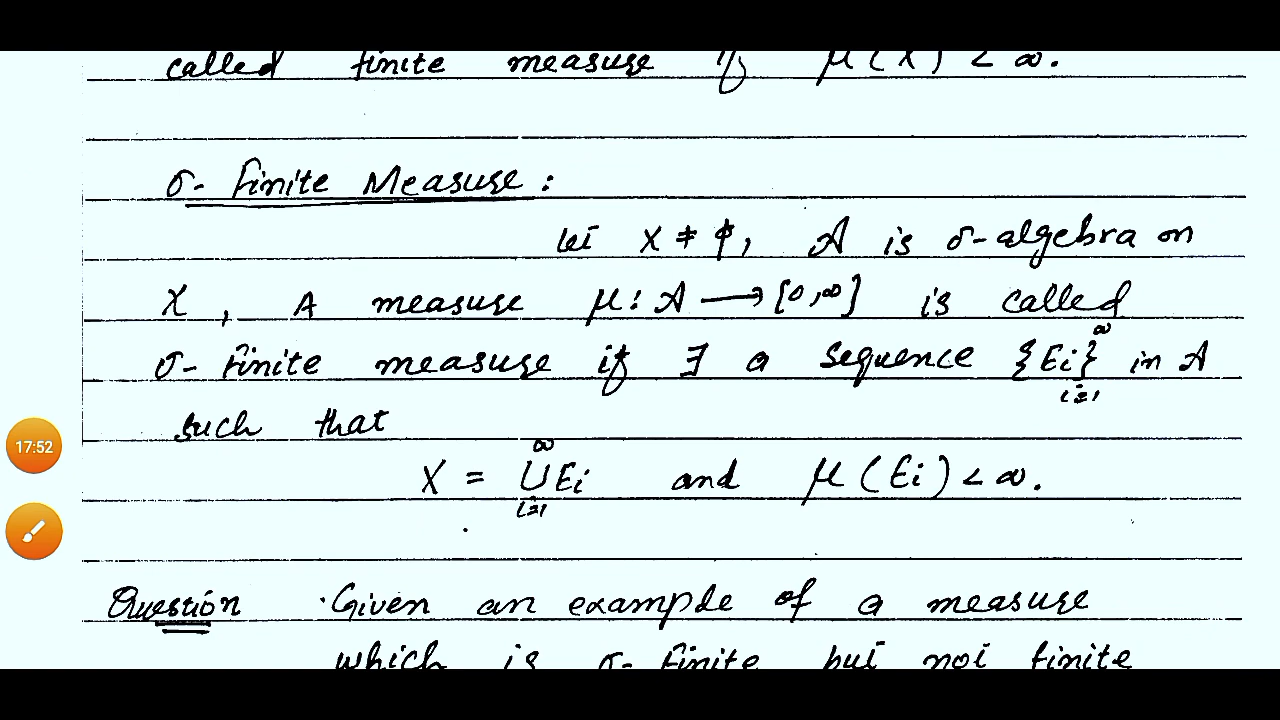 called finite measure if μ(X) < ∞.
σ- finite Measure :
let X ≠ ϕ, 𝒜 is σ-algebra on
X , A measure μ : 𝒜 ⟶ [0,∞] is called
σ- finite measure if ∃ a sequence {Ei}_{i=1}^{∞} in 𝒜
such that
X = ⋃_{i=1}^{∞} Ei and μ(Ei) < ∞.
Question . Given an example of a measure
which is σ- finite but not finite
17:52